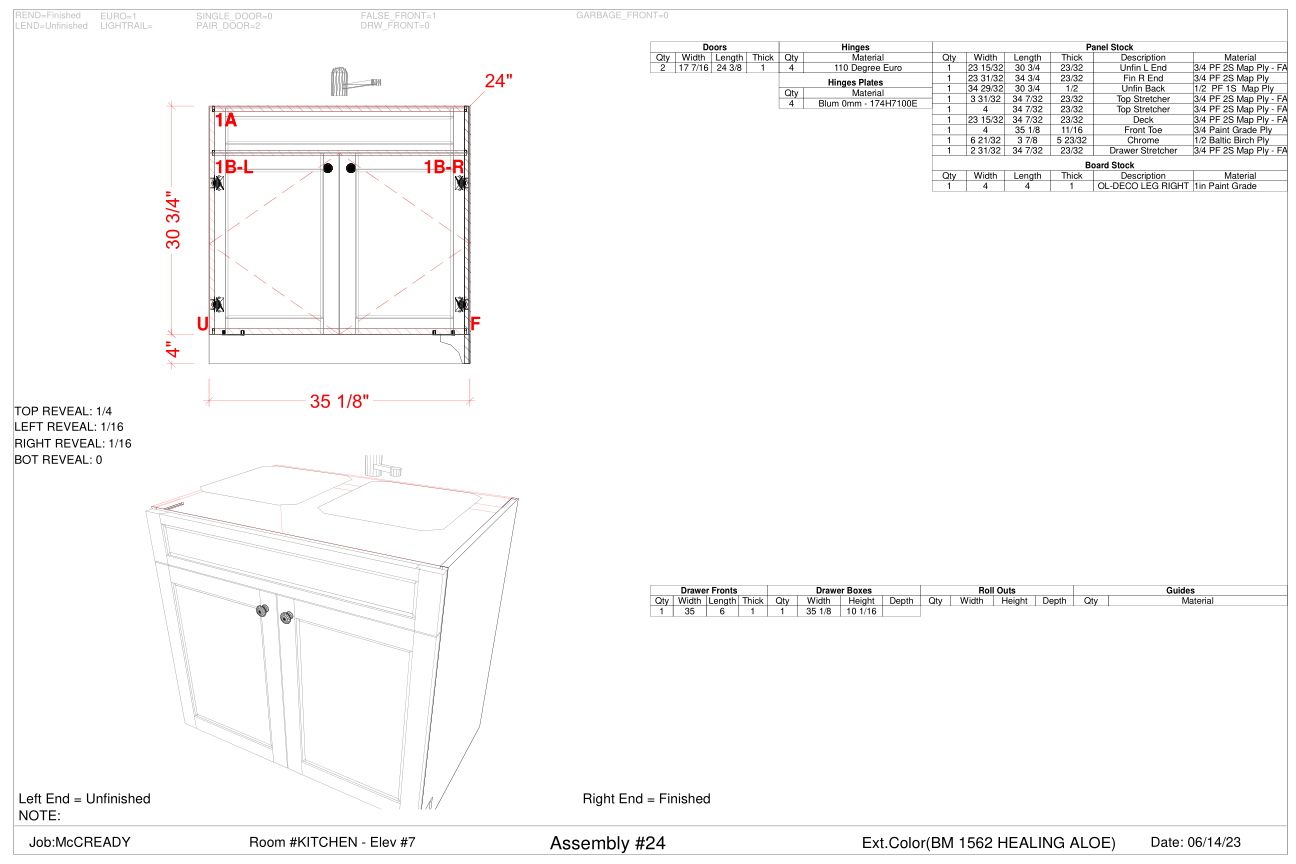 REND=Finished EURO=1 SINGLE_DOOR=0 FALSE_FRONT=1 GARBAGE_FRONT=0
LEND=Unfinished LIGHTRAIL= PAIR_DOOR=2 DRW_FRONT=0
24"
1A
1B-L 1B-R
30 3/4"
U F
4"
35 1/8"
TOP REVEAL: 1/4
LEFT REVEAL: 1/16
RIGHT REVEAL: 1/16
BOT REVEAL: 0
Doors
Qty Width Length Thick
2 17 7/16 24 3/8 1
Hinges
Qty Material
4 110 Degree Euro
Hinges Plates
Qty Material
4 Blum 0mm - 174H7100E
Panel Stock
Qty Width Length Thick Description Material
1 23 15/32 30 3/4 23/32 Unfin L End 3/4 PF 2S Map Ply - FA
1 23 31/32 34 3/4 23/32 Fin R End 3/4 PF 2S Map Ply
1 34 29/32 30 3/4 1/2 Unfin Back 1/2 PF 1S Map Ply
1 3 31/32 34 7/32 23/32 Top Stretcher 3/4 PF 2S Map Ply - FA
1 4 34 7/32 23/32 Top Stretcher 3/4 PF 2S Map Ply - FA
1 23 15/32 34 7/32 23/32 Deck 3/4 PF 2S Map Ply - FA
1 4 35 1/8 11/16 Front Toe 3/4 Paint Grade Ply
1 6 21/32 3 7/8 5 23/32 Chrome 1/2 Baltic Birch Ply
1 2 31/32 34 7/32 23/32 Drawer Stretcher 3/4 PF 2S Map Ply - FA
Board Stock
Qty Width Length Thick Description Material
1 4 4 1 OL-DECO LEG RIGHT 1in Paint Grade
Drawer Fronts Drawer Boxes Roll Outs Guides
Qty Width Length Thick Qty Width Height Depth Qty Width Height Depth Qty Material
1 35 6 1 1 35 1/8 10 1/16
Left End = Unfinished Right End = Finished
NOTE:
Job:McCREADY Room #KITCHEN - Elev #7 Assembly #24 Ext.Color(BM 1562 HEALING ALOE) Date: 06/14/23